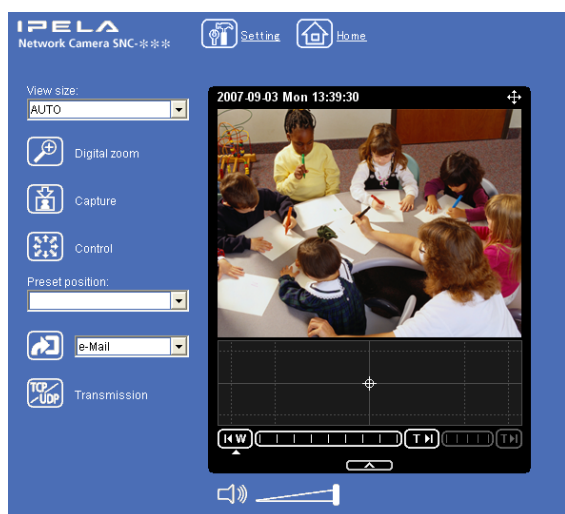 IPELA
Network Camera SNC-***
Setting
Home
View size:
AUTO
2007-09-03 Mon 13:39:30
Digital zoom
Capture
Control
Preset position:
e-Mail
TCP/UDP
Transmission
W
T
T